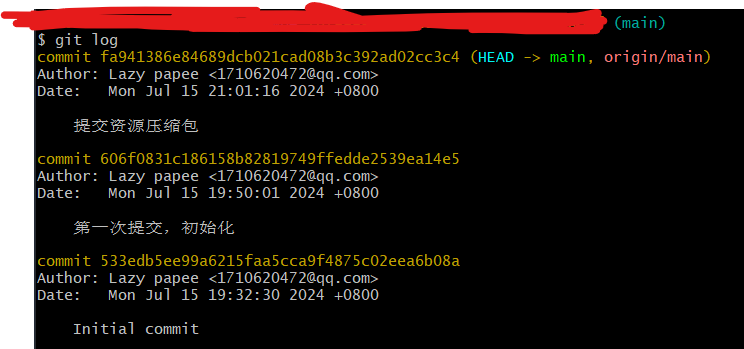 (main)
$ git log
commit fa941386e84689dcb021cad08b3c392ad02cc3c4 (HEAD -> main, origin/main)
Author: Lazy papee <1710620472@qq.com>
Date:   Mon Jul 15 21:01:16 2024 +0800
提交资源压缩包
commit 606f0831c186158b82819749ffedde2539ea14e5
Author: Lazy papee <1710620472@qq.com>
Date:   Mon Jul 15 19:50:01 2024 +0800
第一次提交，初始化
commit 533edb5ee99a6215faa5cca9f4875c02eea6b08a
Author: Lazy papee <1710620472@qq.com>
Date:   Mon Jul 15 19:32:30 2024 +0800
Initial commit